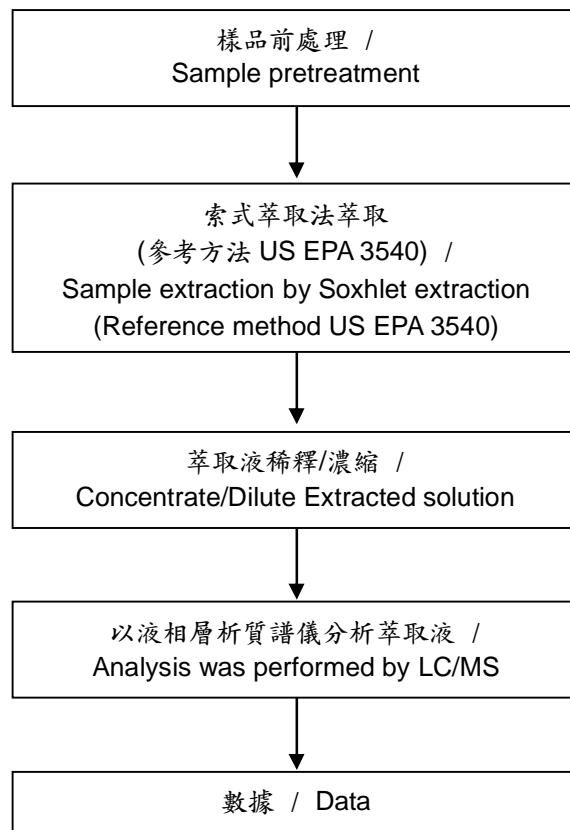 樣品前處理 /
Sample pretreatment
索式萃取法萃取
(參考方法 US EPA 3540) /
Sample extraction by Soxhlet extraction
(Reference method US EPA 3540)
萃取液稀釋/濃縮 /
Concentrate/Dilute Extracted solution
以液相層析質譜儀分析萃取液 /
Analysis was performed by LC/MS
數據 / Data